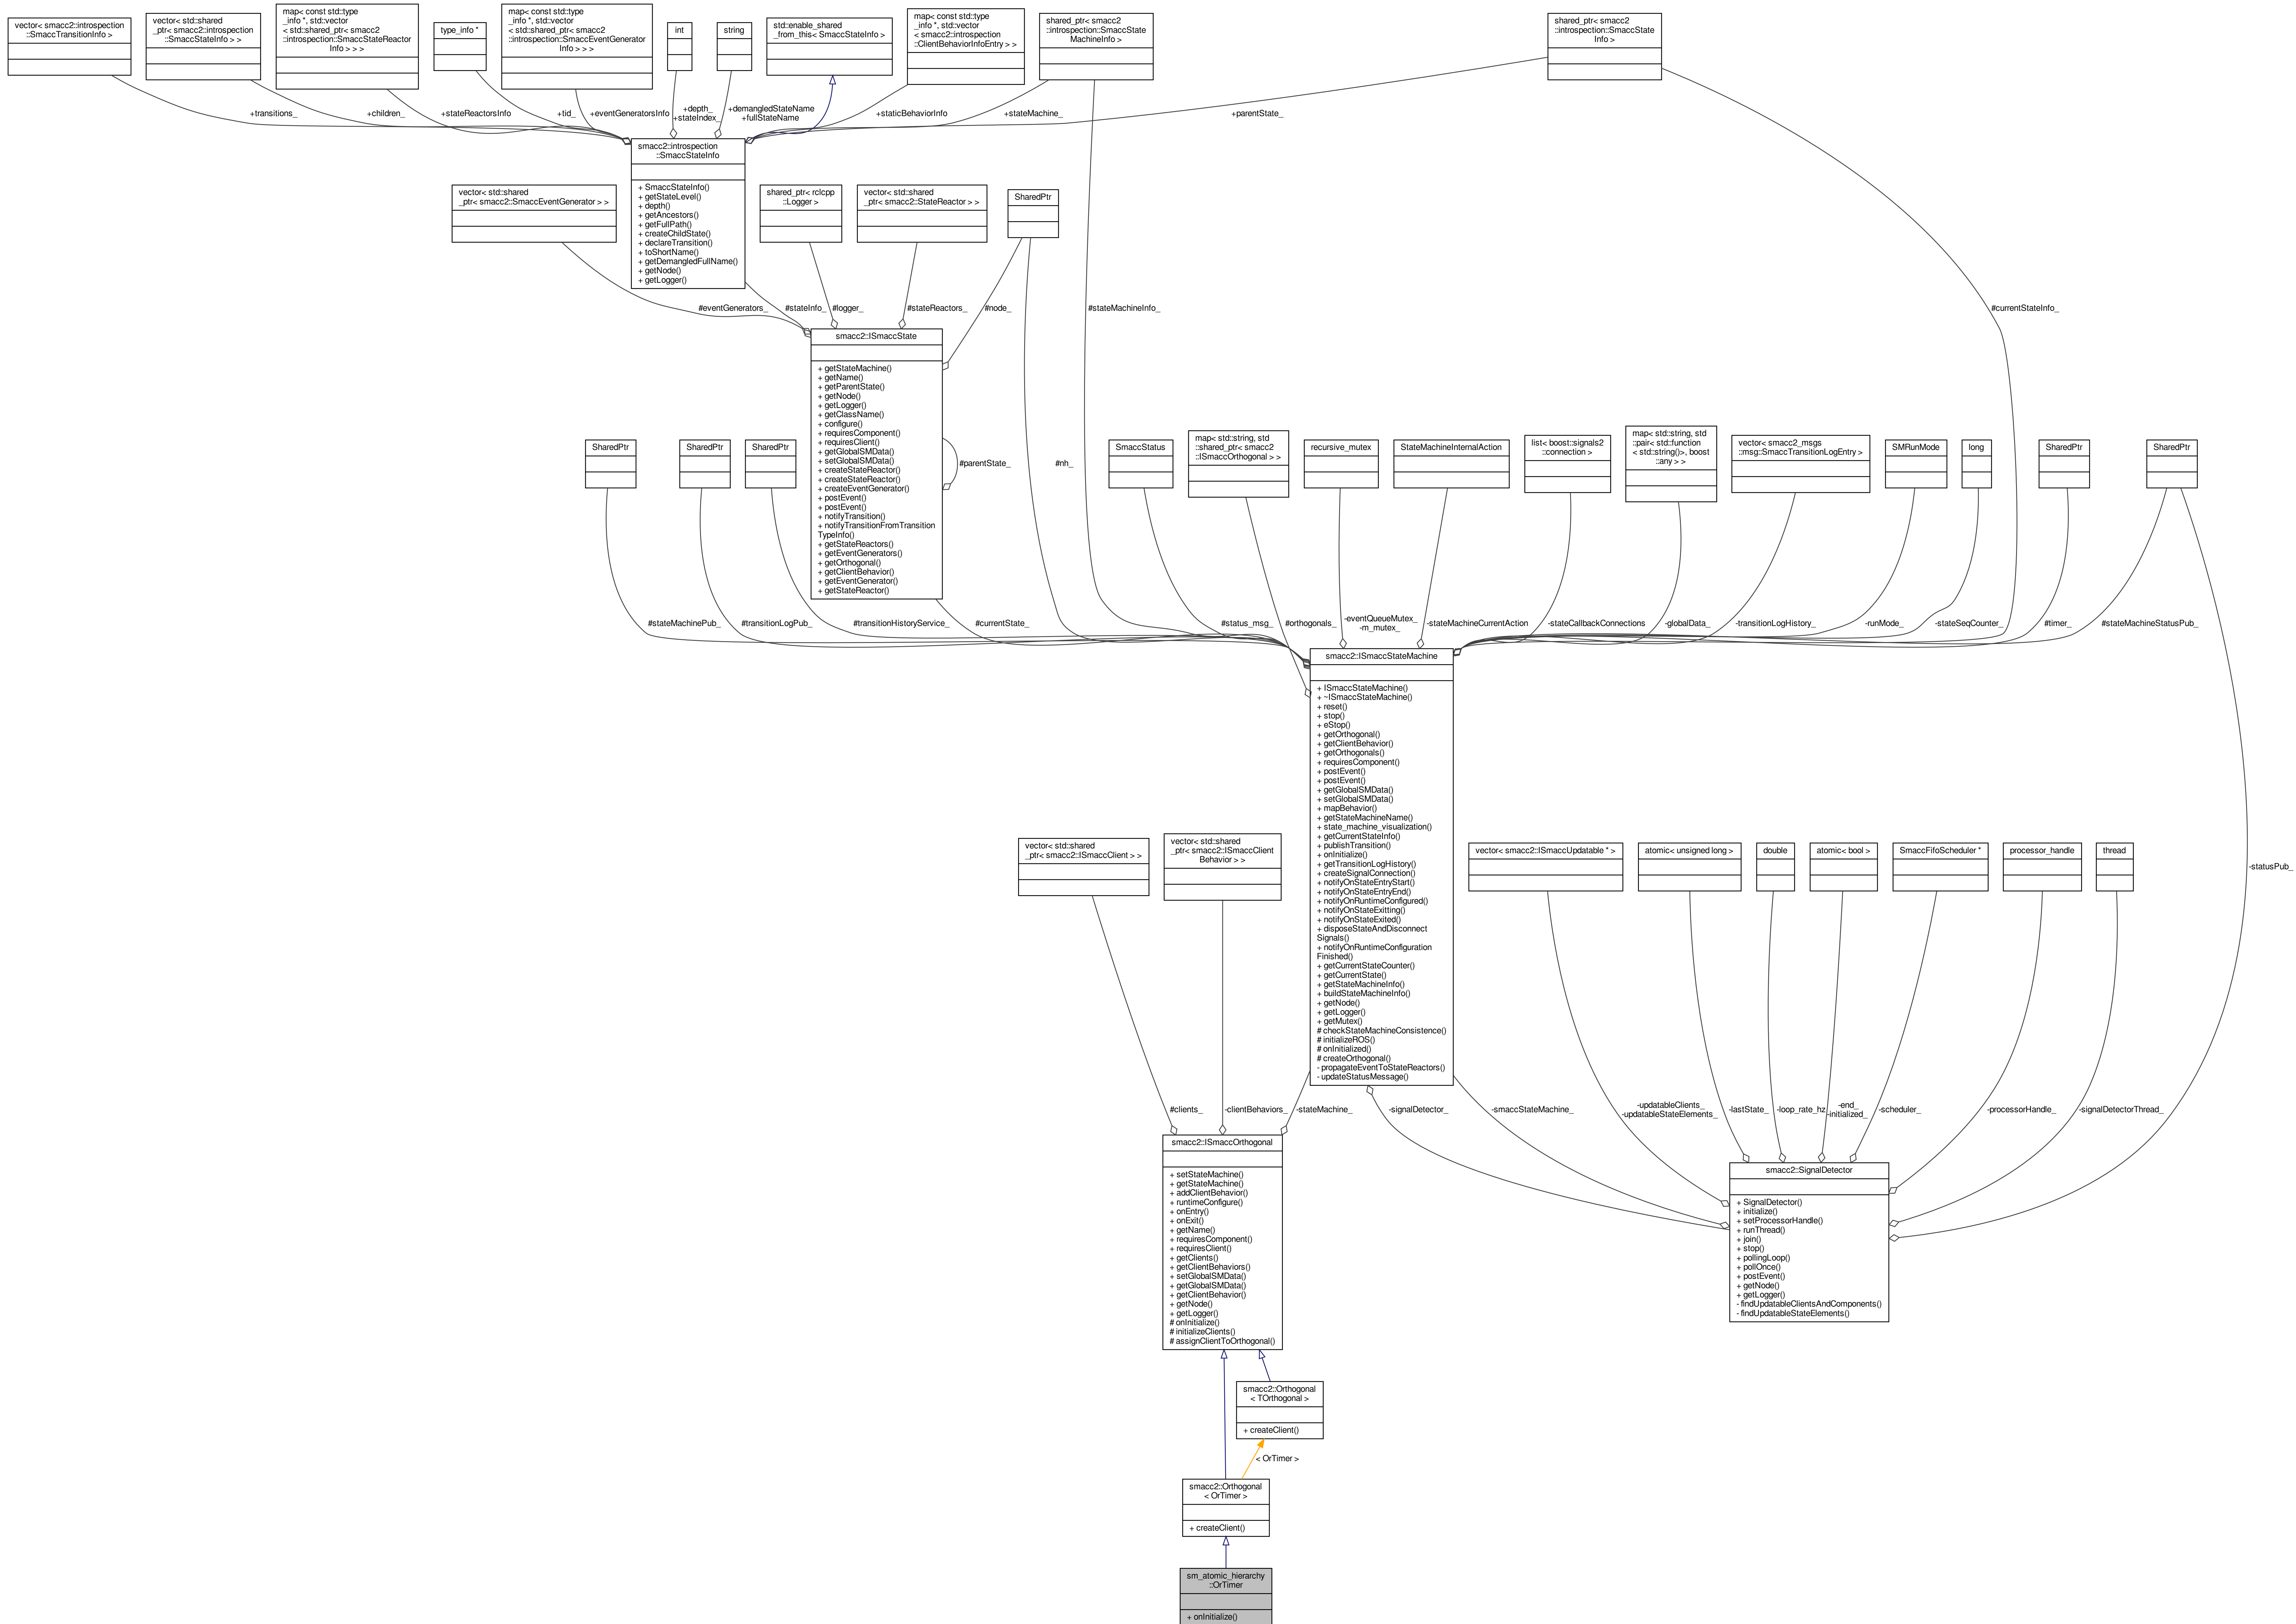 vector< smacc2::introspection
::SmaccTransitionInfo >
vector< std::shared
_ptr< smacc2::introspection
::SmaccStateInfo > >
map< const std::type
_info *, std::vector
< std::shared_ptr< smacc2
::introspection::SmaccStateReactor
Info > > >
type_info *
map< const std::type
_info *, std::vector
< std::shared_ptr< smacc2
::introspection::SmaccEventGenerator
Info > > >
int
string
std::enable_shared
_from_this< SmaccStateInfo >
map< const std::type
_info *, std::vector
< smacc2::introspection
::ClientBehaviorInfoEntry > >
shared_ptr< smacc2
::introspection::SmaccState
MachineInfo >
shared_ptr< smacc2
::introspection::SmaccState
Info >
+transitions_
+children_
+stateReactorsInfo
+tid_
+eventGeneratorsInfo
+depth_
+stateIndex_
+demangledStateName
+fullStateName
+staticBehaviorInfo
+stateMachine_
+parentState_
smacc2::introspection
::SmaccStateInfo
+ SmaccStateInfo()
+ getStateLevel()
+ depth()
+ getAncestors()
+ getFullPath()
+ createChildState()
+ declareTransition()
+ toShortName()
+ getDemangledFullName()
+ getNode()
+ getLogger()
vector< std::shared
_ptr< smacc2::SmaccEventGenerator > >
shared_ptr< rclcpp
::Logger >
vector< std::shared
_ptr< smacc2::StateReactor > >
SharedPtr
#eventGenerators_
#stateInfo_
#logger_
#stateReactors_
#node_
#stateMachineInfo_
#currentStateInfo_
smacc2::ISmaccState
+ getStateMachine()
+ getName()
+ getParentState()
+ getNode()
+ getLogger()
+ getClassName()
+ configure()
+ requiresComponent()
+ requiresClient()
+ getGlobalSMData()
+ setGlobalSMData()
+ createStateReactor()
+ createStateReactor()
+ createEventGenerator()
+ postEvent()
+ postEvent()
+ notifyTransition()
+ notifyTransitionFromTransition
TypeInfo()
+ getStateReactors()
+ getEventGenerators()
+ getOrthogonal()
+ getClientBehavior()
+ getEventGenerator()
+ getStateReactor()
#parentState_
#nh_
SharedPtr
SharedPtr
SharedPtr
SmaccStatus
map< std::string, std
::shared_ptr< smacc2
::ISmaccOrthogonal > >
recursive_mutex
StateMachineInternalAction
list< boost::signals2
::connection >
map< std::string, std
::pair< std::function
< std::string()>, boost
::any > >
vector< smacc2_msgs
::msg::SmaccTransitionLogEntry >
SMRunMode
long
SharedPtr
SharedPtr
#stateMachinePub_
#transitionLogPub_
#transitionHistoryService_
#currentState_
#status_msg_
#orthogonals_
-eventQueueMutex_
-m_mutex_
-stateMachineCurrentAction
-stateCallbackConnections
-globalData_
-transitionLogHistory_
-runMode_
-stateSeqCounter_
#timer_
#stateMachineStatusPub_
smacc2::ISmaccStateMachine
+ ISmaccStateMachine()
+ ~ISmaccStateMachine()
+ reset()
+ stop()
+ eStop()
+ getOrthogonal()
+ getClientBehavior()
+ getOrthogonals()
+ requiresComponent()
+ postEvent()
+ postEvent()
+ getGlobalSMData()
+ setGlobalSMData()
+ mapBehavior()
+ getStateMachineName()
+ state_machine_visualization()
+ getCurrentStateInfo()
+ publishTransition()
+ onInitialize()
+ getTransitionLogHistory()
+ createSignalConnection()
+ notifyOnStateEntryStart()
+ notifyOnStateEntryEnd()
+ notifyOnRuntimeConfigured()
+ notifyOnStateExitting()
+ notifyOnStateExited()
+ disposeStateAndDisconnect
Signals()
+ notifyOnRuntimeConfiguration
Finished()
+ getCurrentStateCounter()
+ getCurrentState()
+ getStateMachineInfo()
+ buildStateMachineInfo()
+ getNode()
+ getLogger()
+ getMutex()
# checkStateMachineConsistence()
# initializeROS()
# onInitialized()
# createOrthogonal()
- propagateEventToStateReactors()
- updateStatusMessage()
vector< std::shared
_ptr< smacc2::ISmaccClient > >
vector< std::shared
_ptr< smacc2::ISmaccClient
Behavior > >
vector< smacc2::ISmaccUpdatable * >
atomic< unsigned long >
double
atomic< bool >
SmaccFifoScheduler *
processor_handle
thread
-statusPub_
#clients_
-clientBehaviors_
-stateMachine_
-signalDetector_
-smaccStateMachine_
-updatableClients_
-updatableStateElements_
-lastState_
-loop_rate_hz
-end_
-initialized_
-scheduler_
-processorHandle_
-signalDetectorThread_
smacc2::ISmaccOrthogonal
+ setStateMachine()
+ getStateMachine()
+ addClientBehavior()
+ runtimeConfigure()
+ onEntry()
+ onExit()
+ getName()
+ requiresComponent()
+ requiresClient()
+ getClients()
+ getClientBehaviors()
+ setGlobalSMData()
+ getGlobalSMData()
+ getClientBehavior()
+ getNode()
+ getLogger()
# onInitialize()
# initializeClients()
# assignClientToOrthogonal()
smacc2::SignalDetector
+ SignalDetector()
+ initialize()
+ setProcessorHandle()
+ runThread()
+ join()
+ stop()
+ pollingLoop()
+ pollOnce()
+ postEvent()
+ getNode()
+ getLogger()
- findUpdatableClientsAndComponents()
- findUpdatableStateElements()
smacc2::Orthogonal
< TOrthogonal >
+ createClient()
< OrTimer >
smacc2::Orthogonal
< OrTimer >
+ createClient()
sm_atomic_hierarchy
::OrTimer
+ onInitialize()